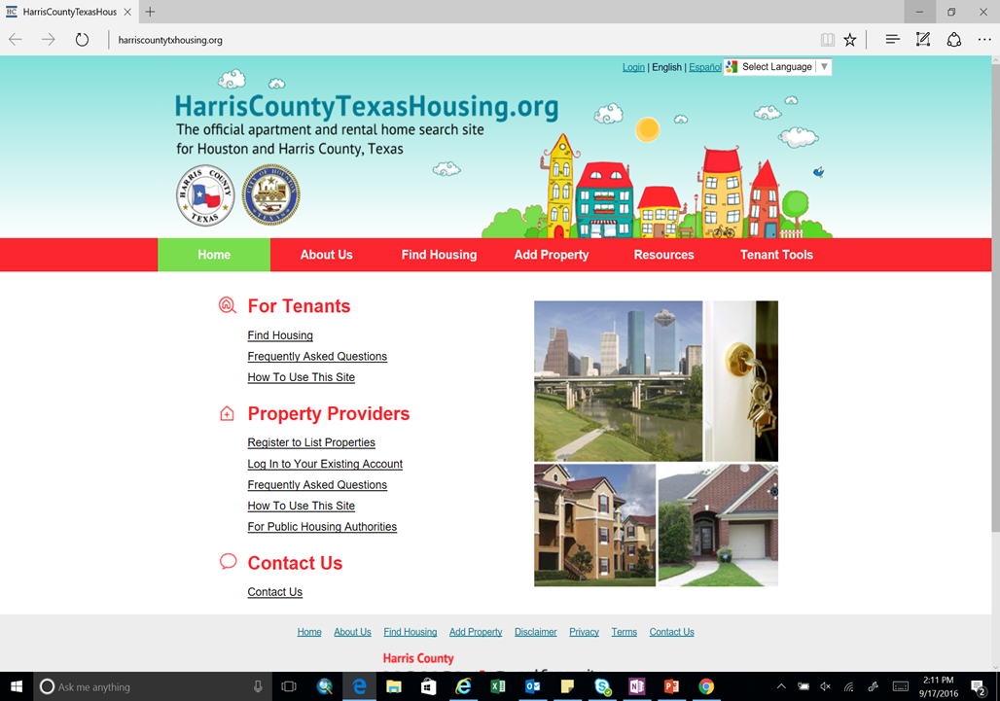 HC HarrisCountyTexasHous
harriscountytxhousing.org
Login | English | Español Select Language ▼
HarrisCountyTexasHousing.org
The official apartment and rental home search site
for Houston and Harris County, Texas
HARRIS COUNTY
TEXAS
CITY OF HOUSTON
Home About Us Find Housing Add Property Resources Tenant Tools
For Tenants
Find Housing
Frequently Asked Questions
How To Use This Site
Property Providers
Register to List Properties
Log In to Your Existing Account
Frequently Asked Questions
How To Use This Site
For Public Housing Authorities
Contact Us
Contact Us
Home About Us Find Housing Add Property Disclaimer Privacy Terms Contact Us
Harris County
Ask me anything
2:11 PM
9/17/2016
2